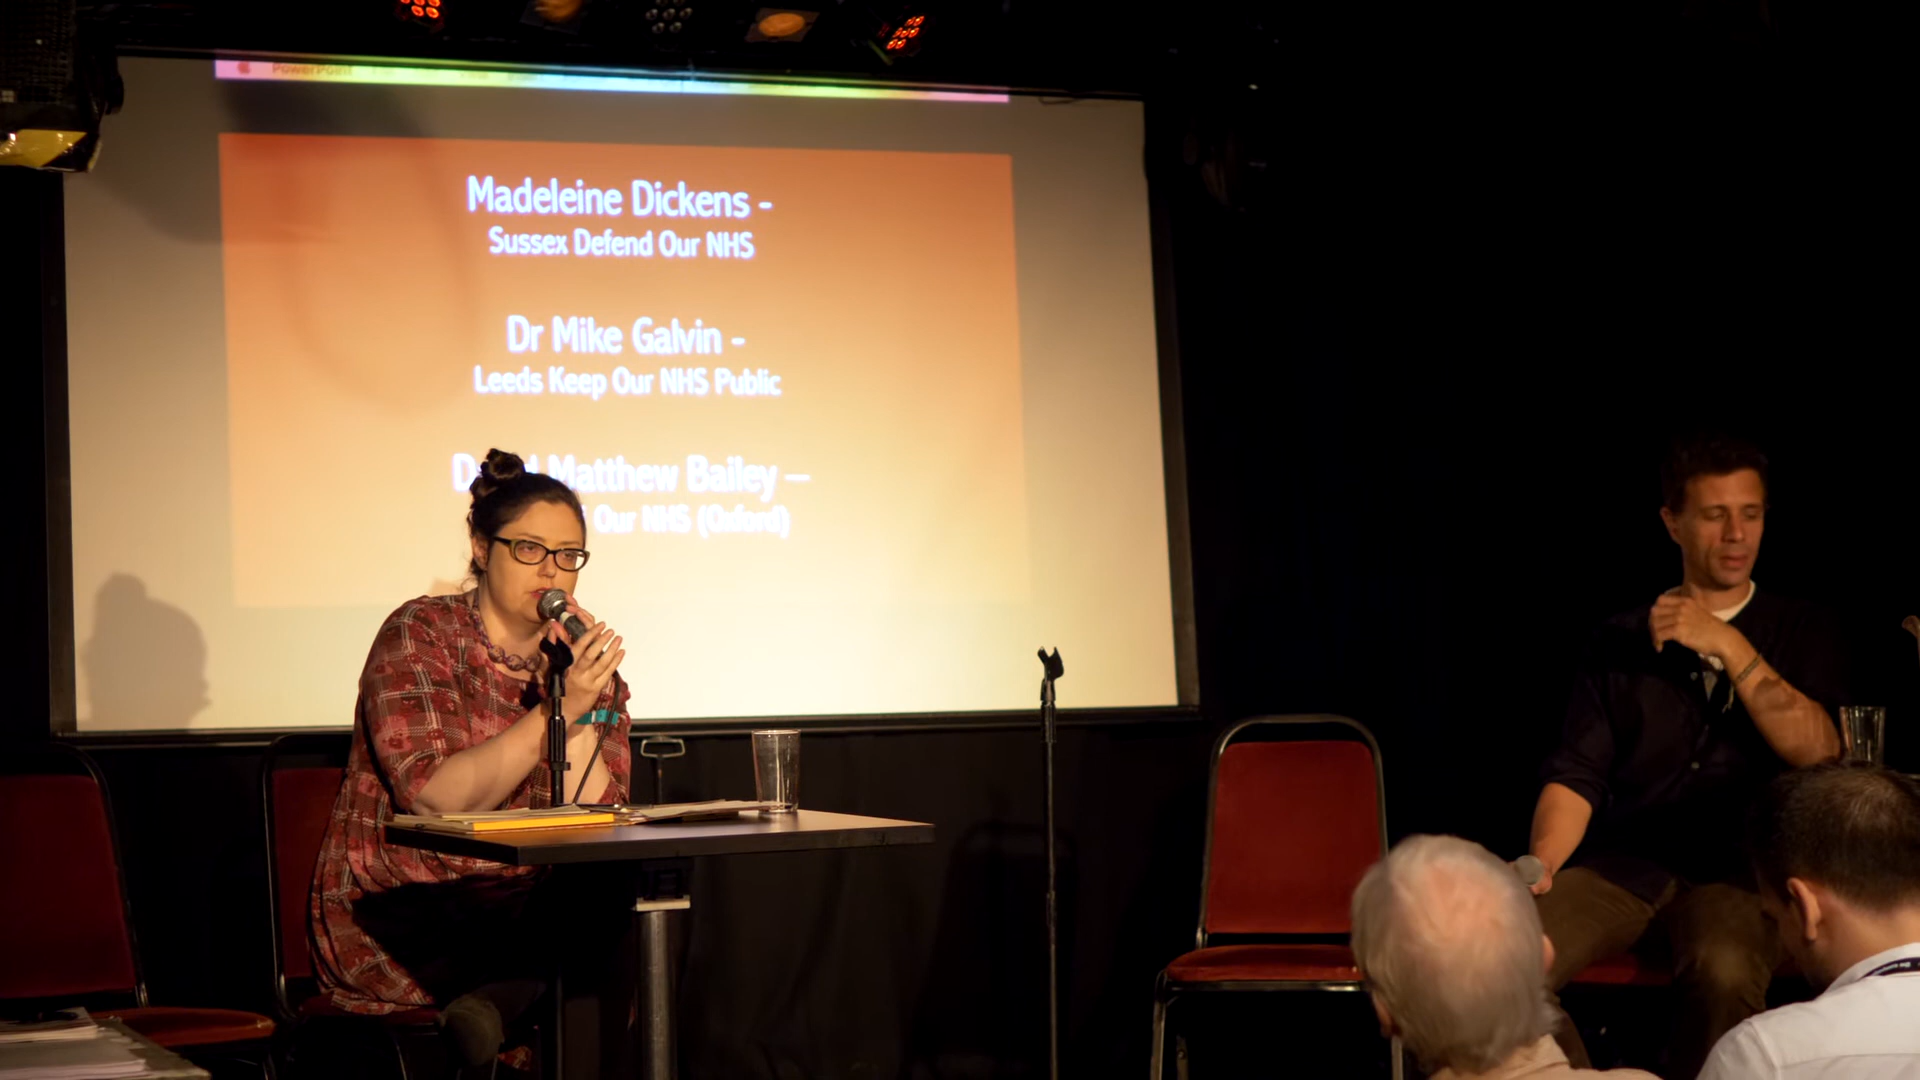 PowerPoint
Madeleine Dickens -
Sussex Defend Our NHS
Dr Mike Galvin -
Leeds Keep Our NHS Public
Matthew Bailey –
Our NHS (Oxford)